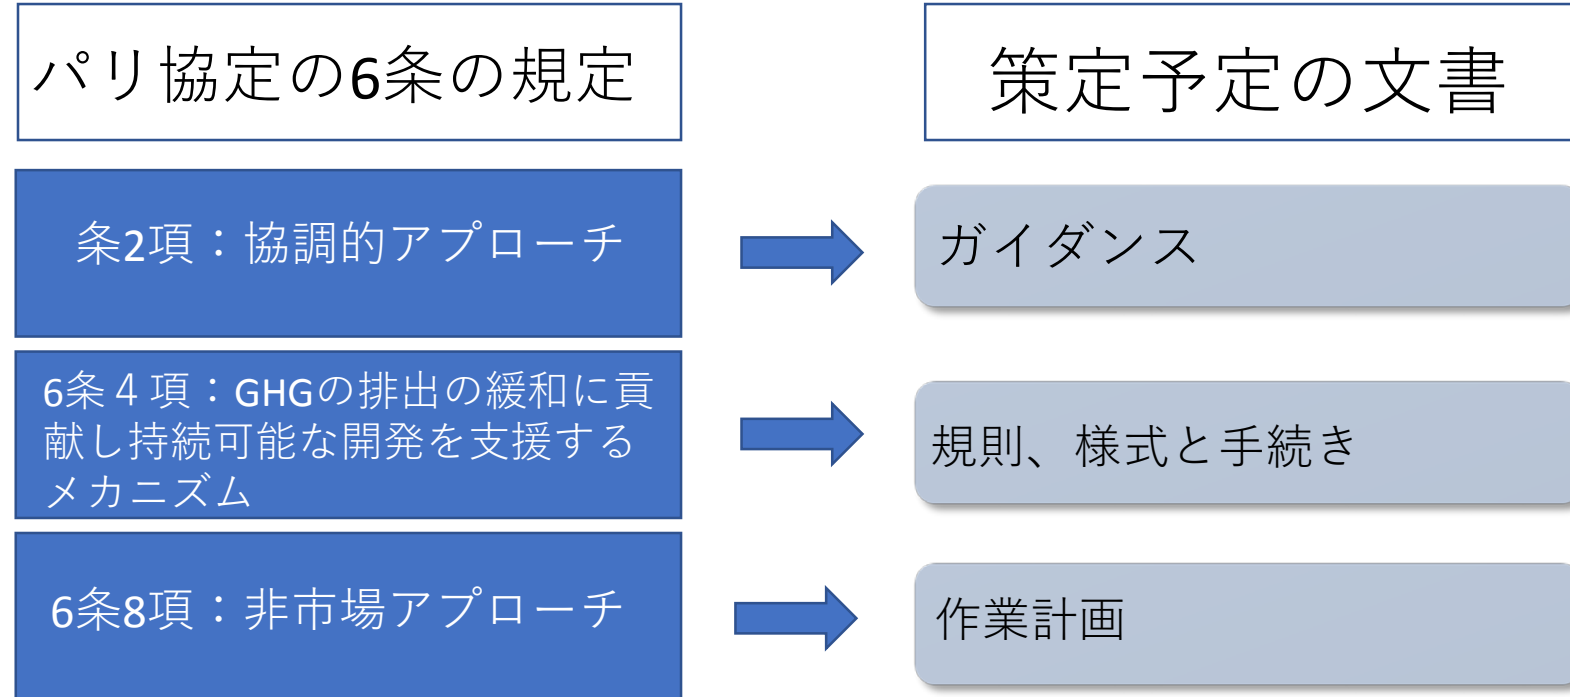 パリ協定の6条の規定
策定予定の文書
条2項：協調的アプローチ
ガイダンス
6条４項：GHGの排出の緩和に貢
献し持続可能な開発を支援する
メカニズム
規則、様式と手続き
6条8項：非市場アプローチ
作業計画